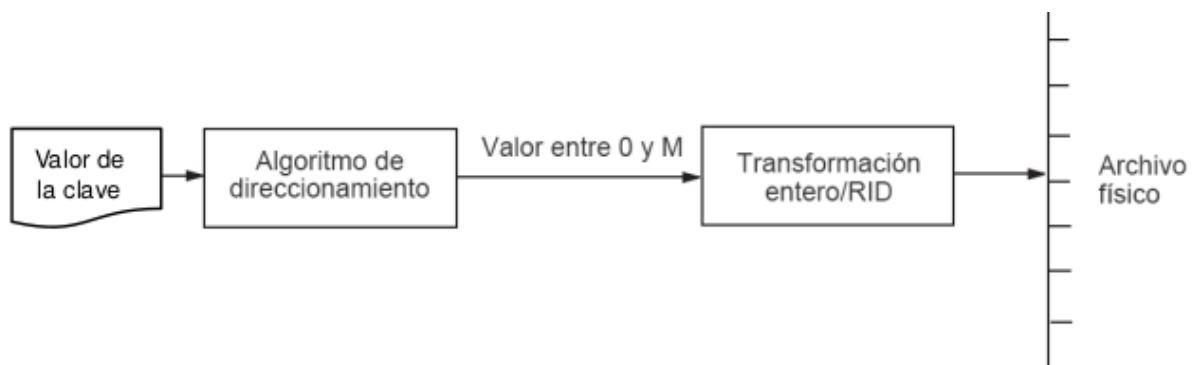 Valor de
la clave
Algoritmo de
direccionamiento
Valor entre 0 y M
Transformación
entero/RID
Archivo
físico